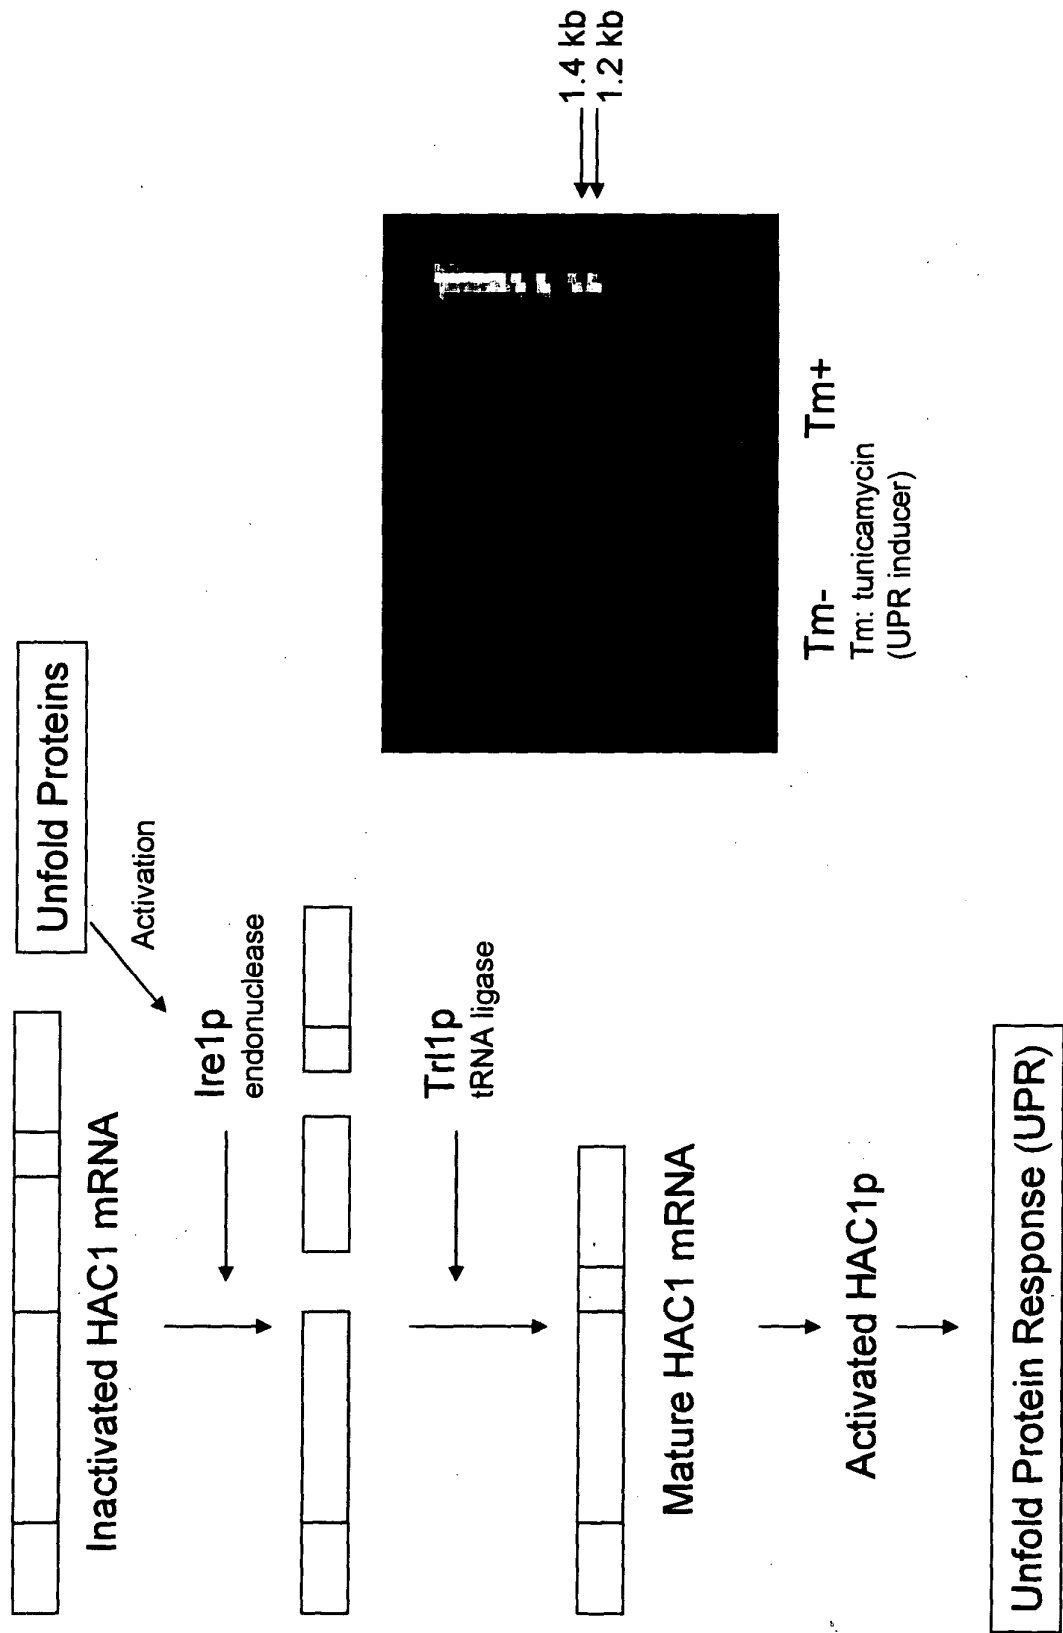 Unfold Proteins
Activation
Inactivated HAC1 mRNA
Ire1p
endonuclease
Trl1p
tRNA ligase
Mature HAC1 mRNA
Activated HAC1p
Unfold Protein Response (UPR)
1.4 kb
1.2 kb
Tm-
Tm+
Tm: tunicamycin
(UPR inducer)